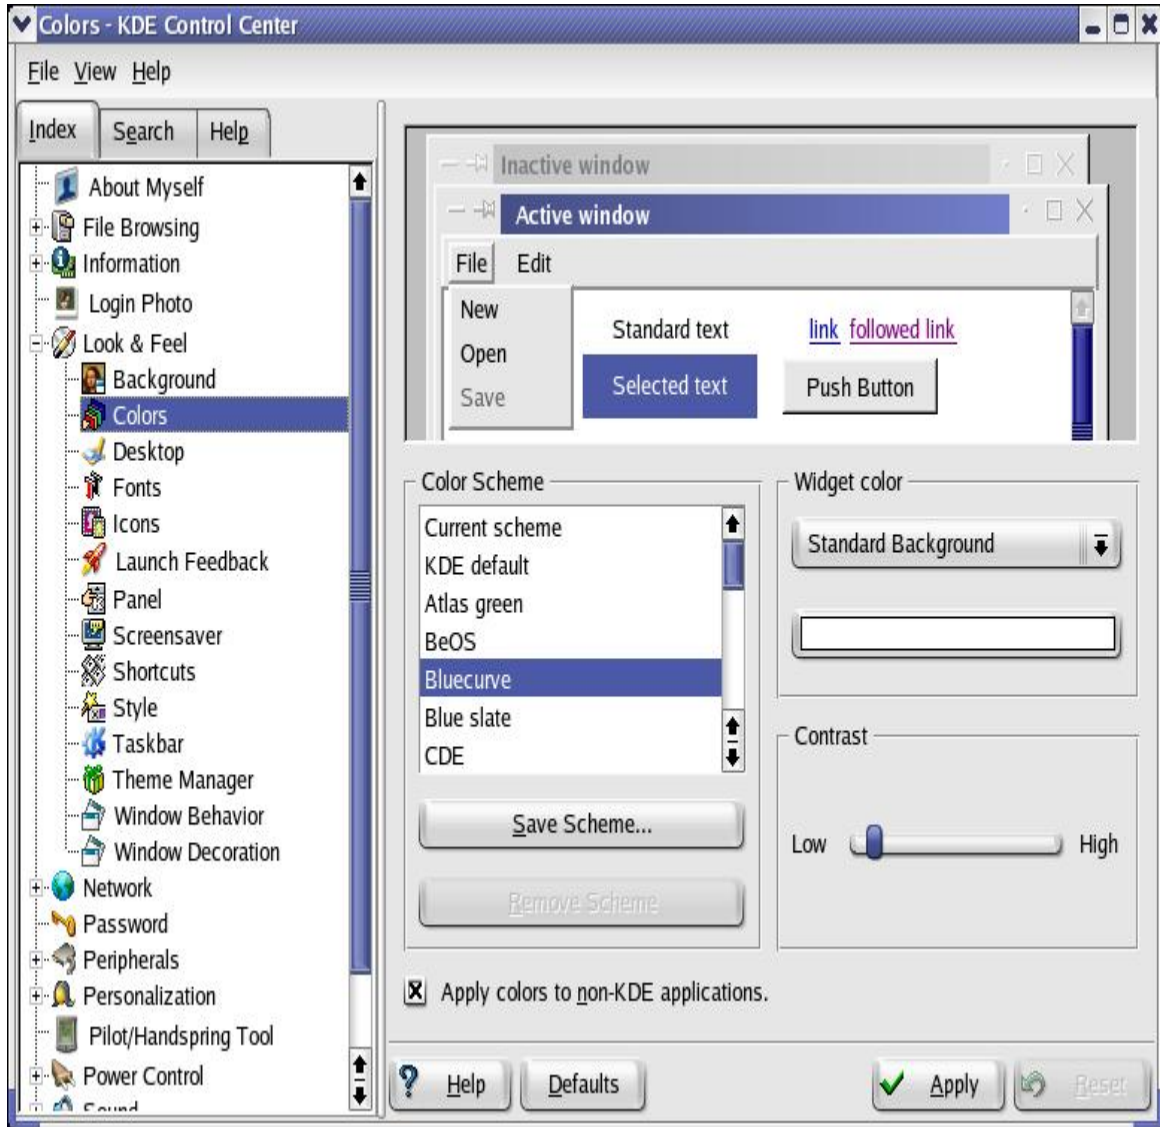 Colors - KDE Control Center
File View Help
Index Search Help
About Myself
File Browsing
Information
Login Photo
Look & Feel
Background
Colors
Desktop
Fonts
Icons
Launch Feedback
Panel
Screensaver
Shortcuts
Style
Taskbar
Theme Manager
Window Behavior
Window Decoration
Network
Password
Peripherals
Personalization
Pilot/Handspring Tool
Power Control
Sound
Inactive window
Active window
File Edit
New
Open
Save
Standard text
Selected text
link followed link
Push Button
Color Scheme
Current scheme
KDE default
Atlas green
BeOS
Bluecurve
Blue slate
CDE
Save Scheme...
Remove Scheme
Widget color
Standard Background
Contrast
Low High
Apply colors to non-KDE applications.
? Help Defaults Apply Reset